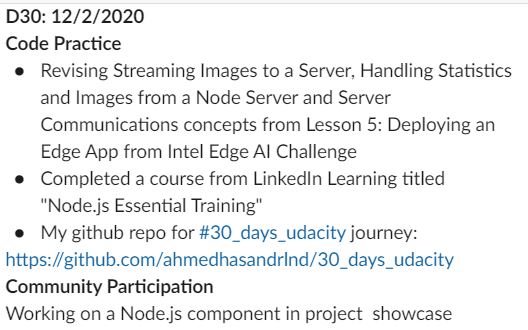 D30: 12/2/2020
Code Practice
● Revising Streaming Images to a Server, Handling Statistics
and Images from a Node Server and Server
Communications concepts from Lesson 5: Deploying an
Edge App from Intel Edge AI Challenge
● Completed a course from LinkedIn Learning titled
"Node.js Essential Training"
● My github repo for #30_days_udacity journey:
https://github.com/ahmedhasandrlnd/30_days_udacity
Community Participation
Working on a Node.js component in project showcase